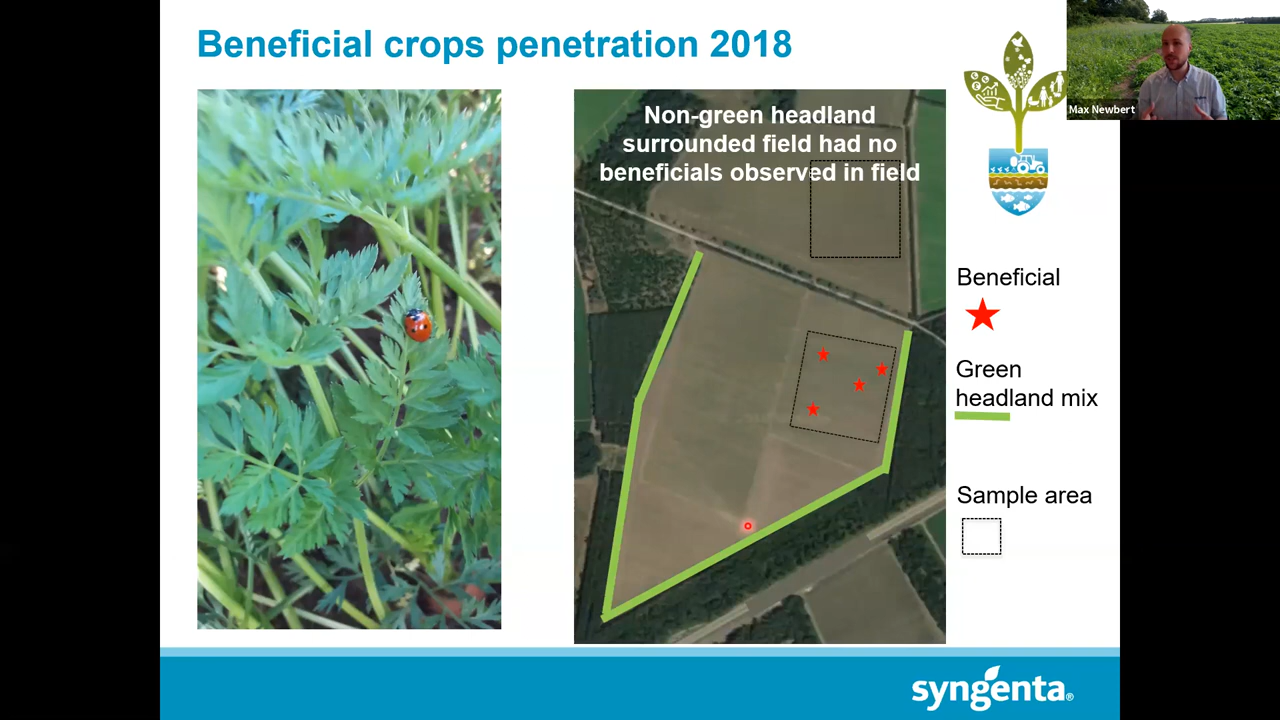 Beneficial crops penetration 2018
Max Newbert
Non-green headland
surrounded field had no
beneficials observed in field
Beneficial
Green
headland mix
Sample area
syngenta®